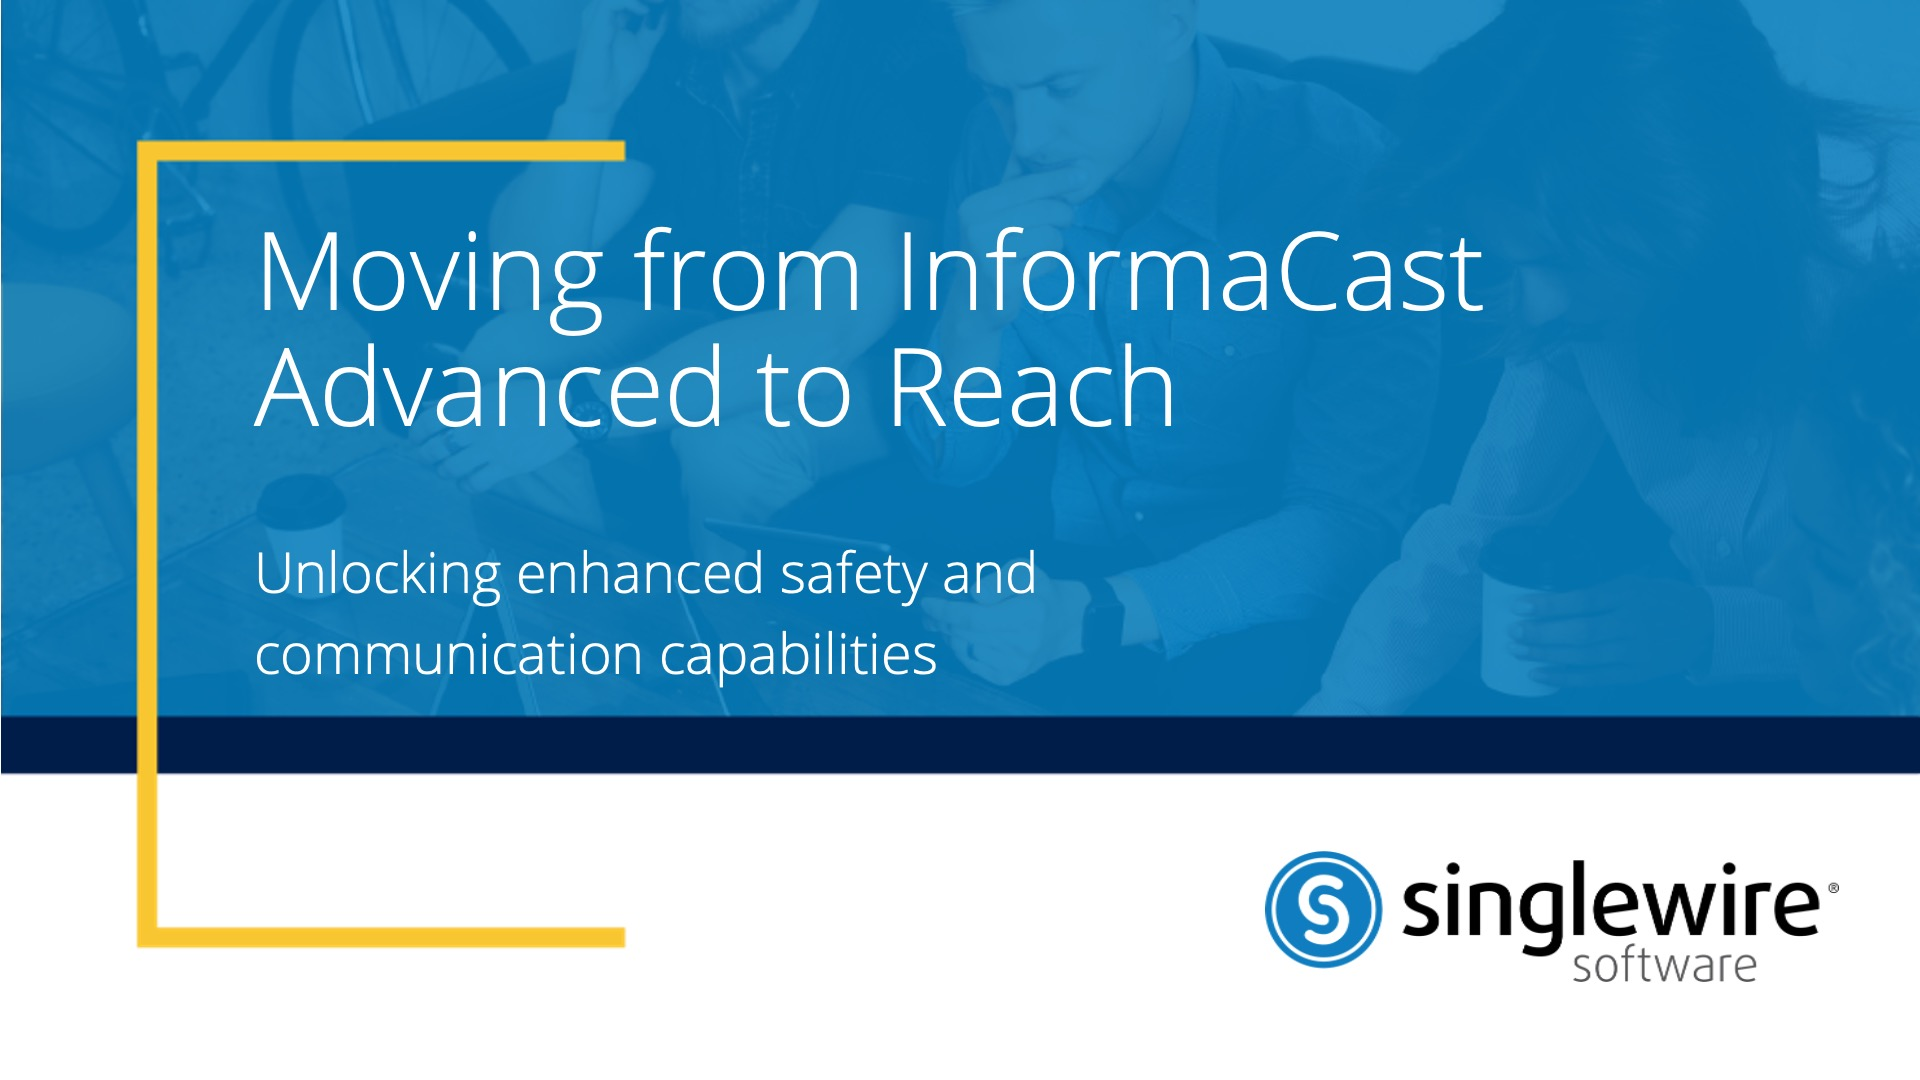 Moving from InformaCast
Advanced to Reach
Unlocking enhanced safety and
communication capabilities
S singlewire®
software